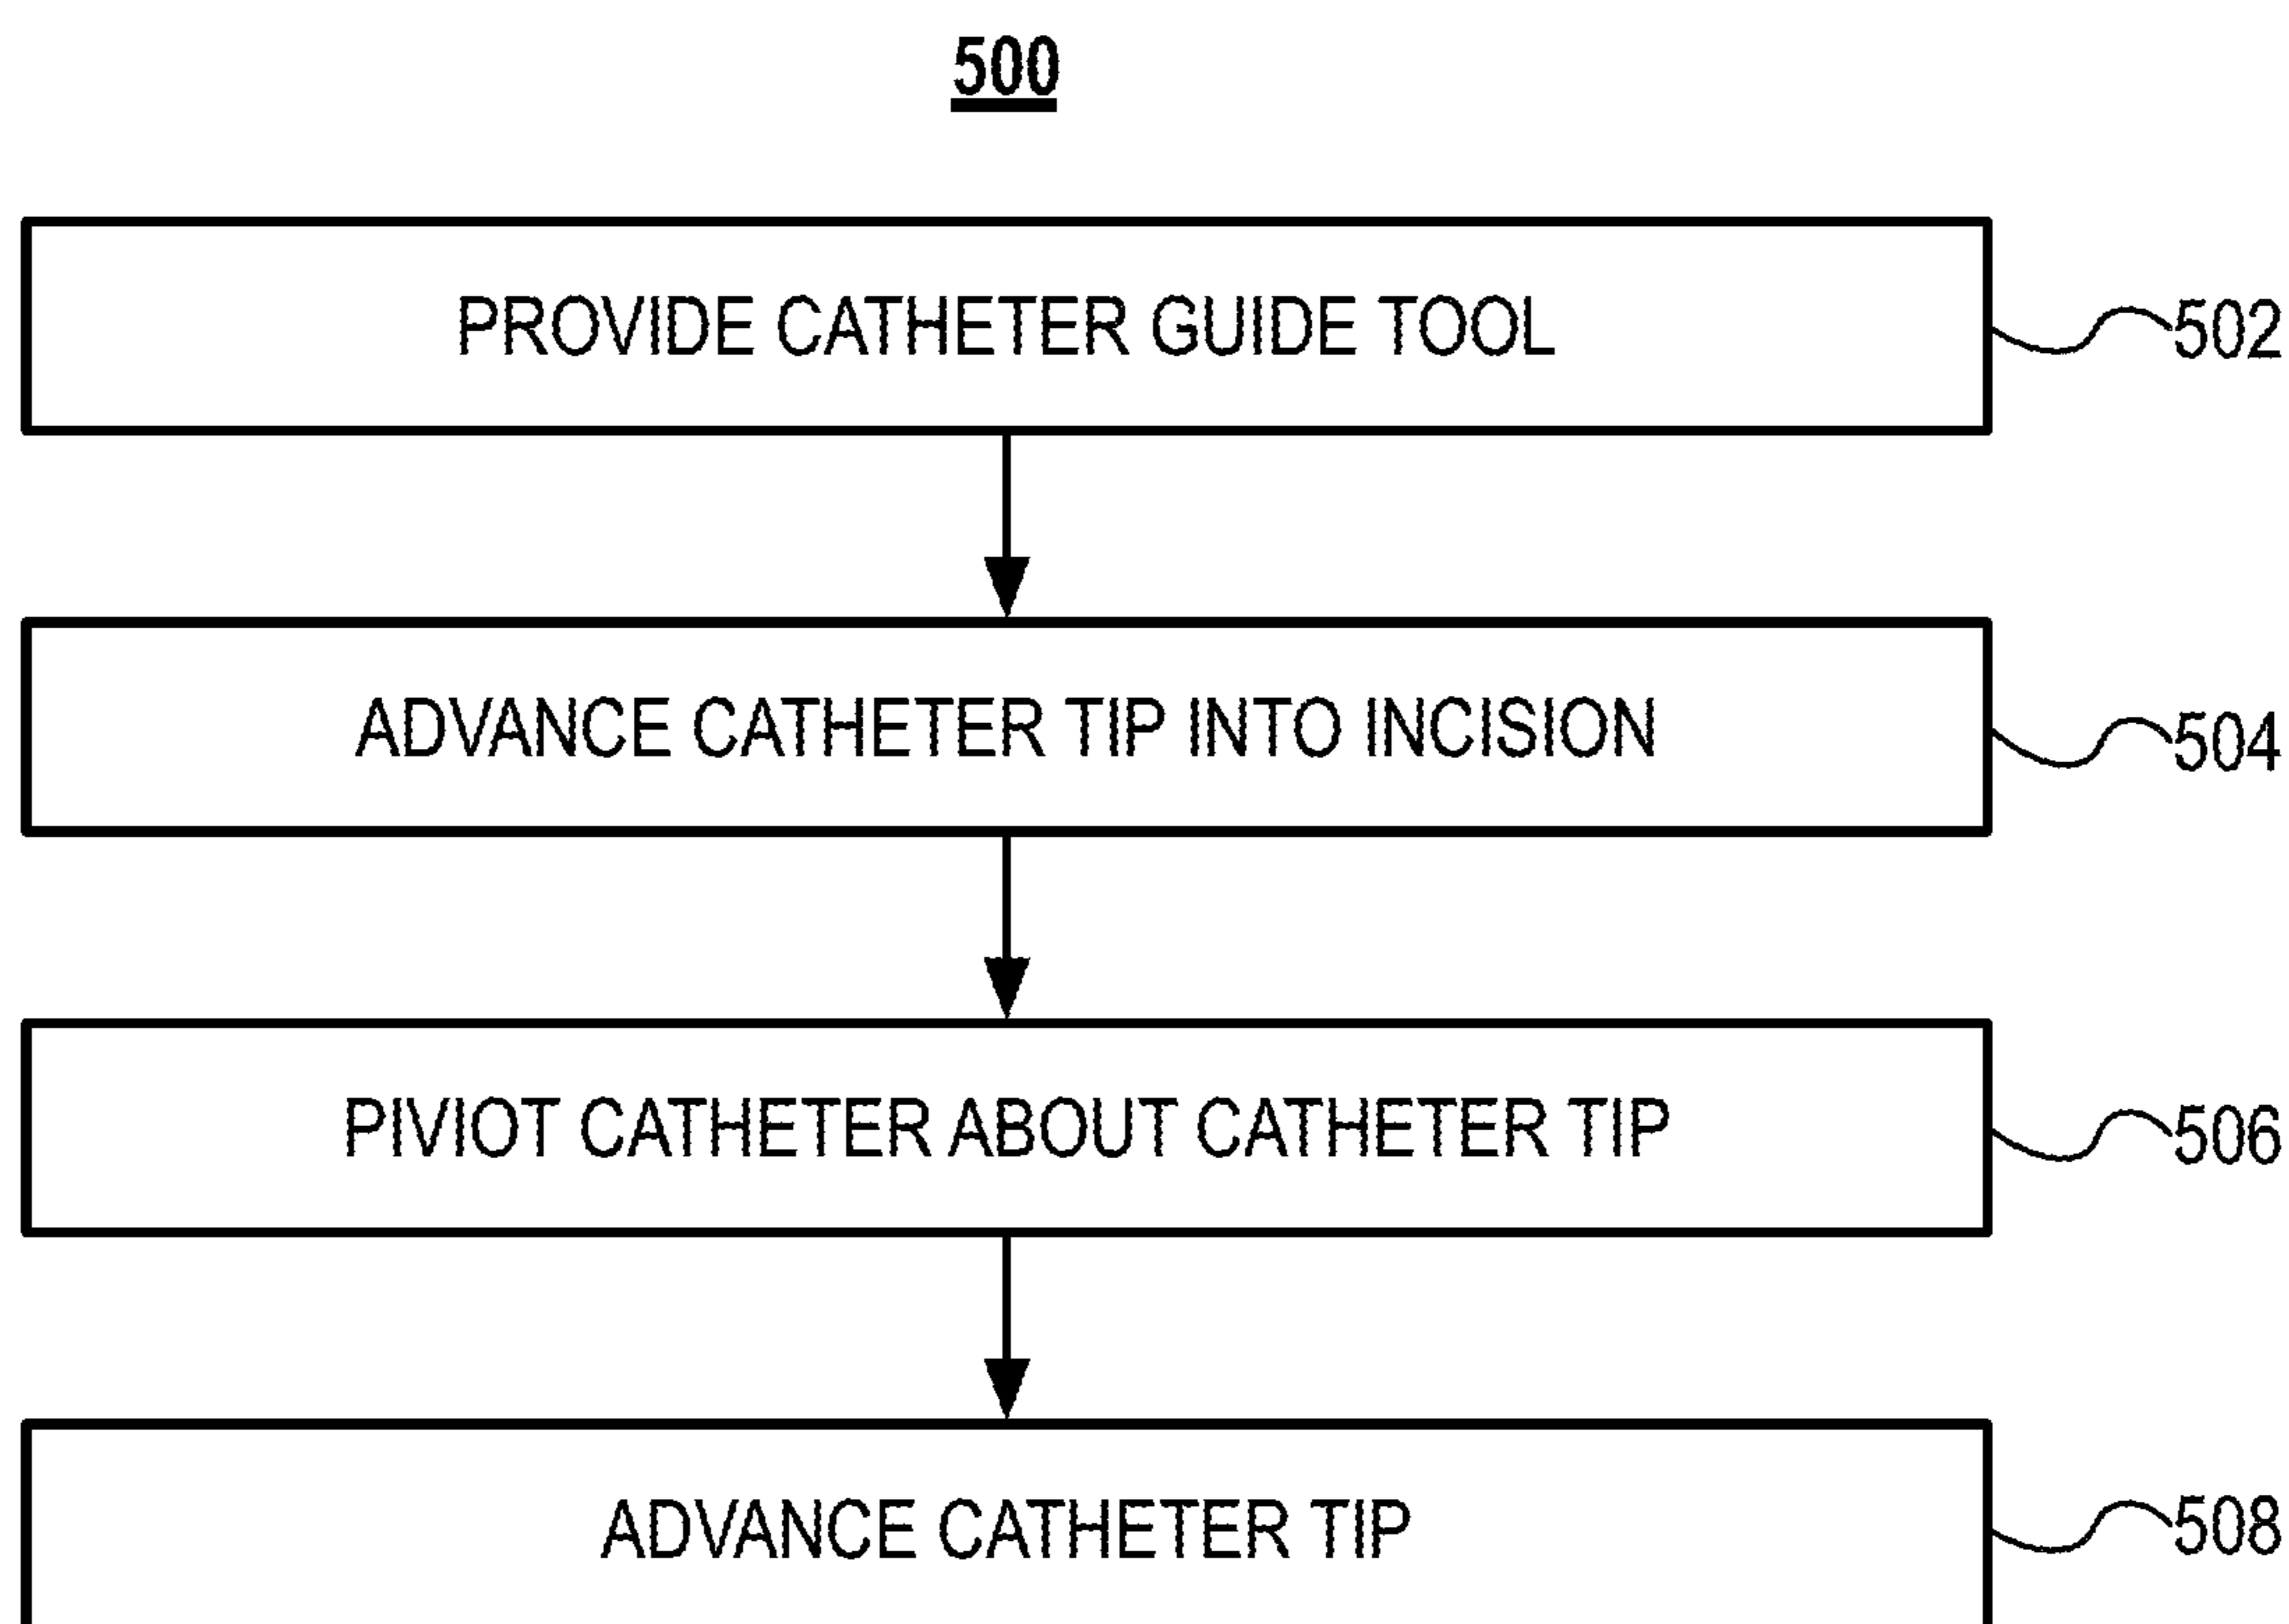 500
PROVIDE CATHETER GUIDE TOOL
502
ADVANCE CATHETER TIP INTO INCISION
504
PIVIOT CATHETER ABOUT CATHETER TIP
506
ADVANCE CATHETER TIP
508